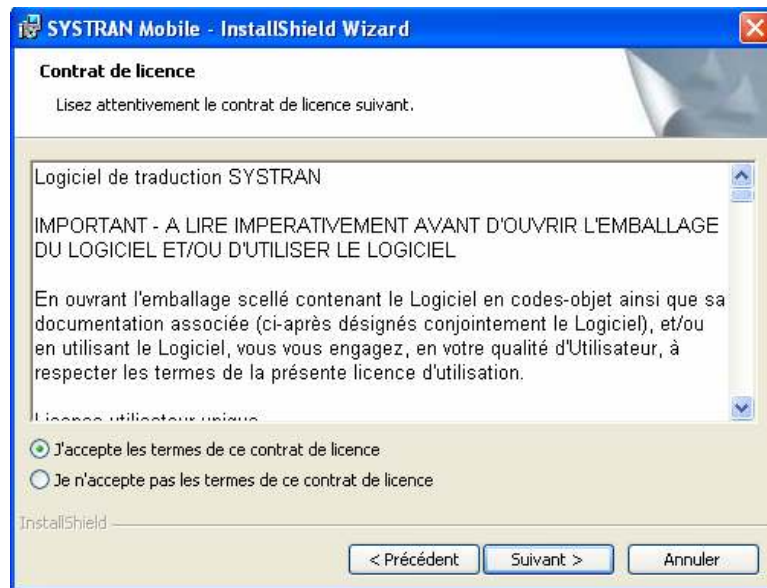 SYSTRAN Mobile - InstallShield Wizard
Contrat de licence
Lisez attentivement le contrat de licence suivant.
Logiciel de traduction SYSTRAN
IMPORTANT - A LIRE IMPERATIVEMENT AVANT D'OUVRIR L'EMBALLAGE
DU LOGICIEL ET/OU D'UTILISER LE LOGICIEL
En ouvrant l'emballage scellé contenant le Logiciel en codes-objet ainsi que sa
documentation associée (ci-après désignés conjointement le Logiciel), et/ou
en utilisant le Logiciel, vous vous engagez, en votre qualité d'Utilisateur, à
respecter les termes de la présente licence d'utilisation.
utilisateur unique
J'accepte les termes de ce contrat de licence
Je n'accepte pas les termes de ce contrat de licence
InstallShield
< Précédent
Suivant >
Annuler